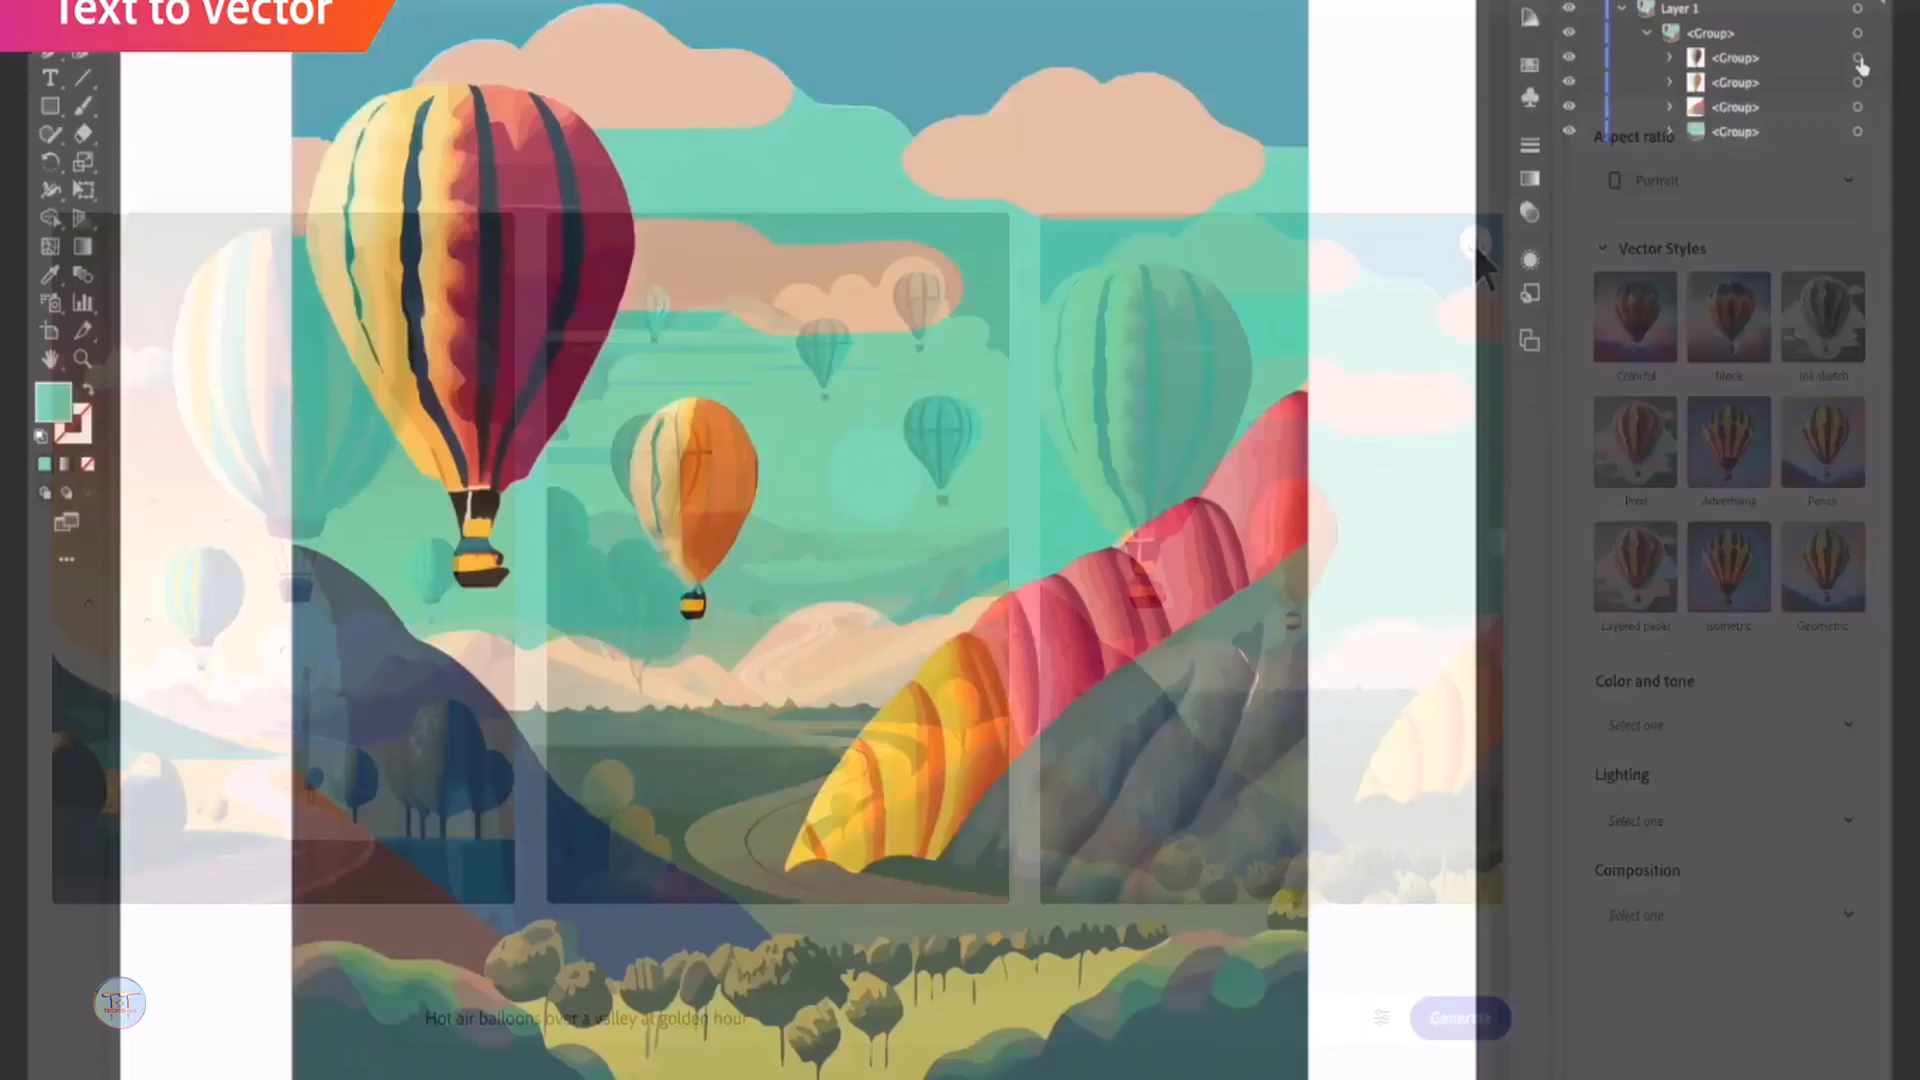 Text to Vector
Layer 1
<Group>
<Group>
<Group>
<Group>
<Group>
Aspect ratio
Portrait
Vector Styles
Colorful
Block
Ink sketch
Pixel
Advertising
Pencil
Layered paper
Isometric
Geometric
Color and tone
Select one
Lighting
Select one
Composition
Select one
Hot air balloons over a valley at golden hour
Generate